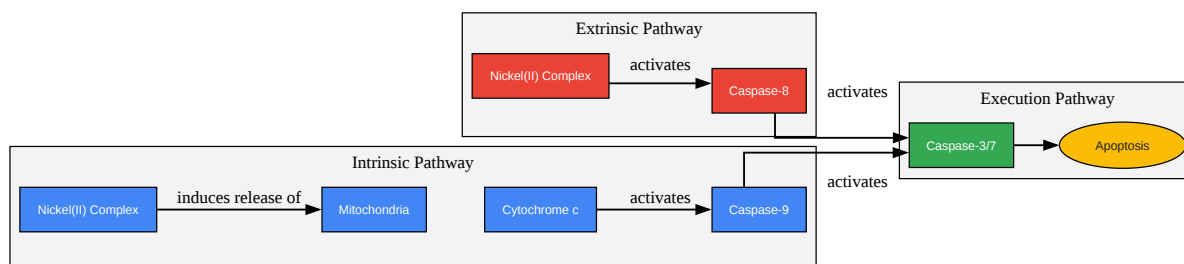 Extrinsic Pathway
Nickel(II) Complex
activates
Caspase-8
activates
Execution Pathway
Caspase-3/7
Apoptosis
Intrinsic Pathway
Nickel(II) Complex
induces release of
Mitochondria
Cytochrome c
activates
Caspase-9
activates